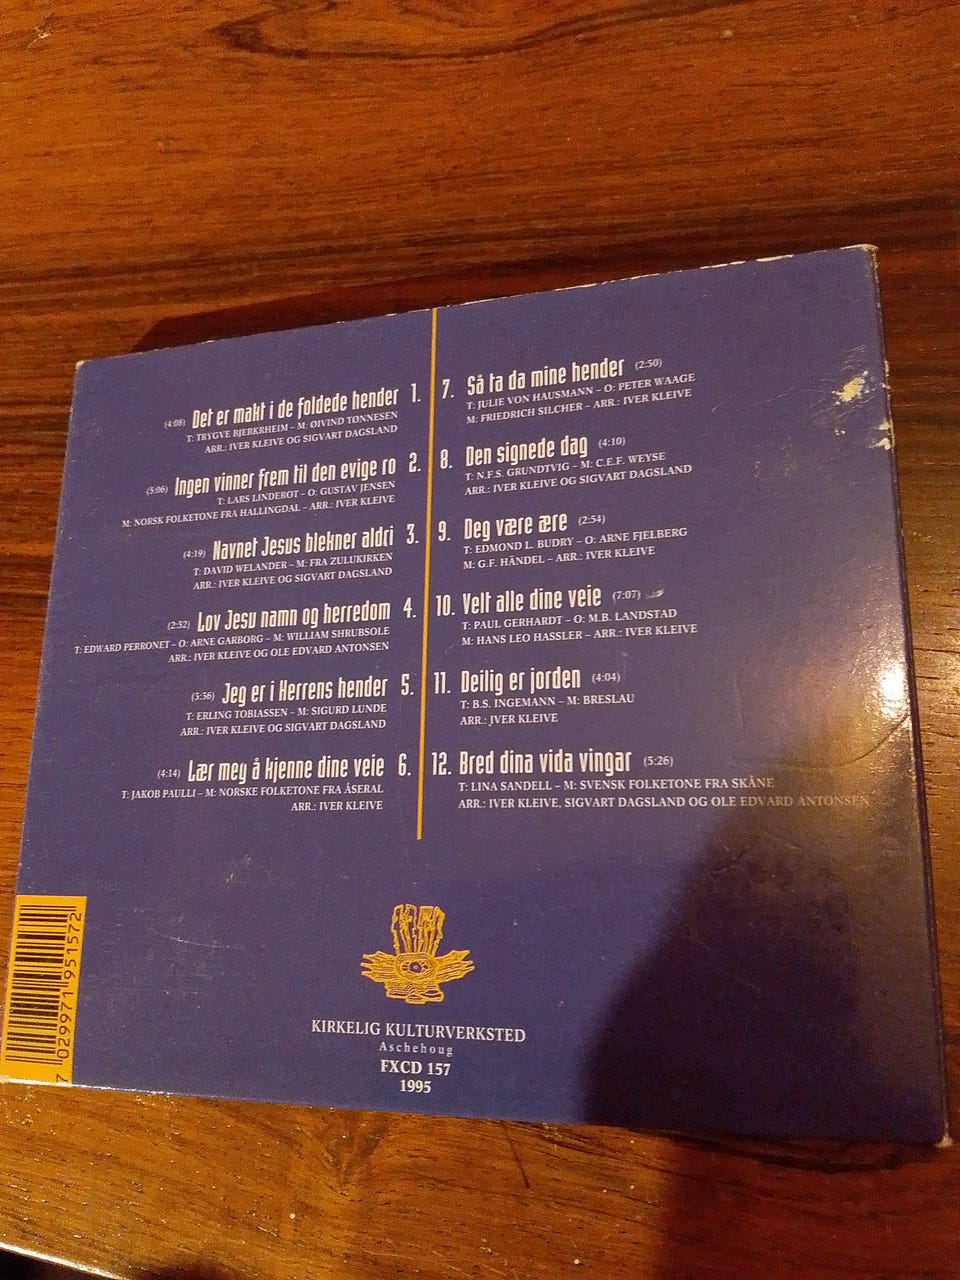 (4:08) Det er makt i de foldede hender 1.
T: TRYGVE BJERKRHEIM – M: ØIVIND TØNNESEN
ARR.: IVER KLEIVE OG SIGVART DAGSLAND
(5:06) Ingen vinner frem til den evige ro 2.
T: LARS LINDEROT – O: GUSTAV JENSEN
M: NORSK FOLKETONE FRA HALLINGDAL – ARR.: IVER KLEIVE
(4:19) Navnet Jesus blekner aldri 3.
T: DAVID WELANDER – M: FRA ZULUKIRKEN
ARR.: IVER KLEIVE OG SIGVART DAGSLAND
(2:52) Lov Jesu namn og herredom 4.
T: EDWARD PERRONET – O: ARNE GARBORG – M: WILLIAM SHRUBSOLE
ARR.: IVER KLEIVE OG OLE EDVARD ANTONSEN
(3:56) Jeg er i Herrens hender 5.
T: ERLING TOBIASSEN – M: SIGURD LUNDE
ARR.: IVER KLEIVE OG SIGVART DAGSLAND
(4:14) Lær meg å kjenne dine veie 6.
T: JAKOB PAULLI – M: NORSKE FOLKETONE FRA ÅSERAL
ARR.: IVER KLEIVE
7. Så ta da mine hender (2:50)
T: JULIE VON HAUSMANN – O: PETER WAAGE
M: FRIEDRICH SILCHER – ARR.: IVER KLEIVE
8. Den signede dag (4:10)
T: N.F.S. GRUNDTVIG – M: C.E.F. WEYSE
ARR.: IVER KLEIVE OG SIGVART DAGSLAND
9. Deg være ære (2:54)
T: EDMOND L. BUDRY – O: ARNE FJELBERG
M: G.F. HÄNDEL – ARR.: IVER KLEIVE
10. Velt alle dine veie (7:07)
T: PAUL GERHARDT – O: M.B. LANDSTAD
M: HANS LEO HASSLER – ARR.: IVER KLEIVE
11. Deilig er jorden (4:04)
T: B.S. INGEMANN – M: BRESLAU
ARR.: IVER KLEIVE
12. Bred dina vida vingar (5:26)
T: LINA SANDELL – M: SVENSK FOLKETONE FRA SKÅNE
ARR.: IVER KLEIVE, SIGVART DAGSLAND OG OLE EDVARD ANTONSEN
7 029971 951572
KIRKELIG KULTURVERKSTED
Aschehoug
FXCD 157
1995